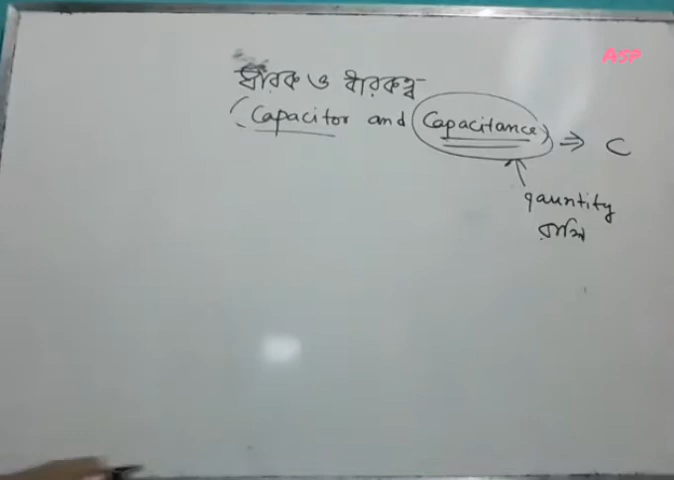 ASP
ধারক ও ধারকত্ব
(Capacitor and Capacitance) ⇒ C
qauntity
রাশি